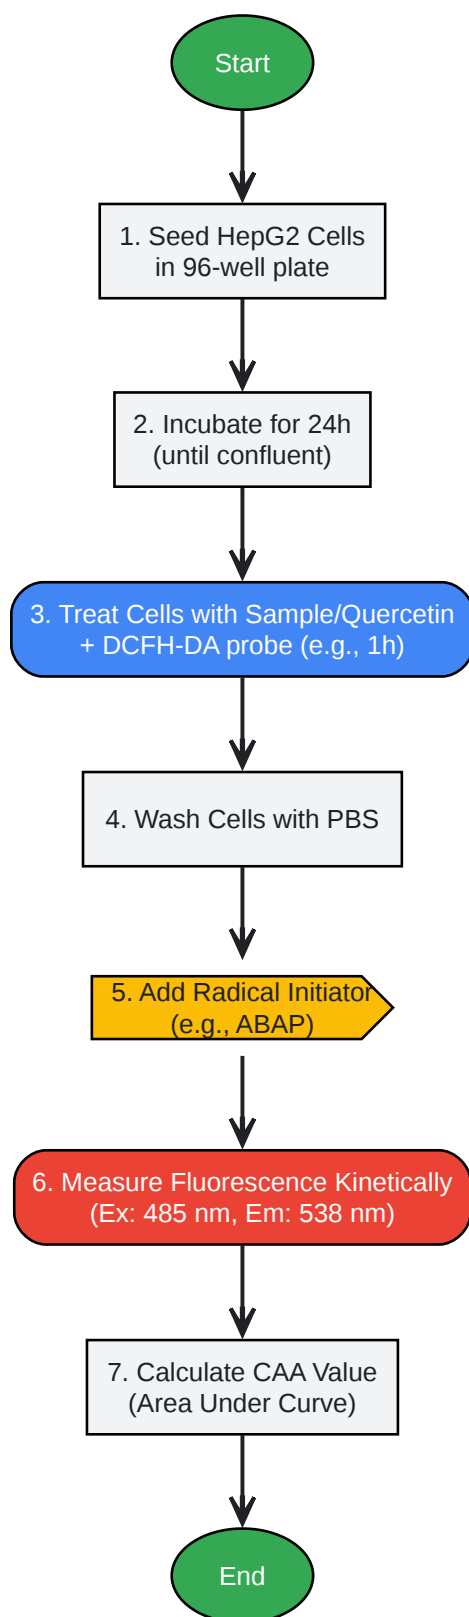 Start
1. Seed HepG2 Cells
in 96-well plate
2. Incubate for 24h
(until confluent)
3. Treat Cells with Sample/Quercetin
+ DCFH-DA probe (e.g., 1h)
4. Wash Cells with PBS
5. Add Radical Initiator
(e.g., ABAP)
6. Measure Fluorescence Kinetically
(Ex: 485 nm, Em: 538 nm)
7. Calculate CAA Value
(Area Under Curve)
End